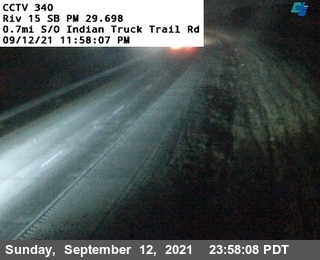 CCTV 340
Riv 15 SB PM 29.698
0.7mi S/O Indian Truck Trail Rd
09/12/21 11:58:07 PM
Sunday, September 12, 2021 23:58:08 PDT